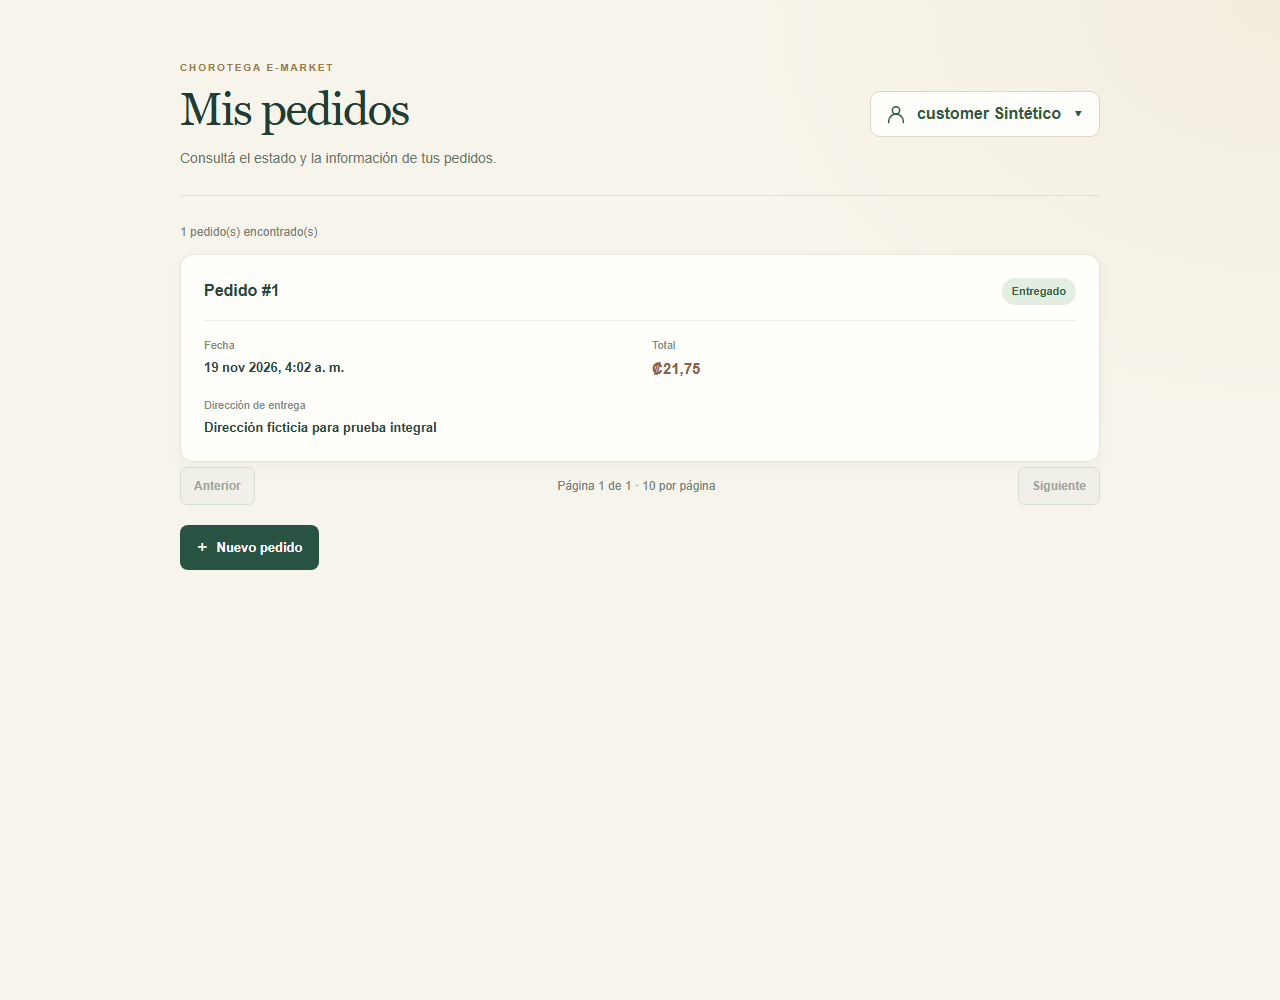 CHOROTEGA E-MARKET
Mis pedidos
customer Sintético
Consultá el estado y la información de tus pedidos.
1 pedido(s) encontrado(s)
Pedido #1
Entregado
Fecha
Total
19 nov 2026, 4:02 a. m.
₡21,75
Dirección de entrega
Dirección ficticia para prueba integral
Anterior
Página 1 de 1 · 10 por página
Siguiente
+ Nuevo pedido